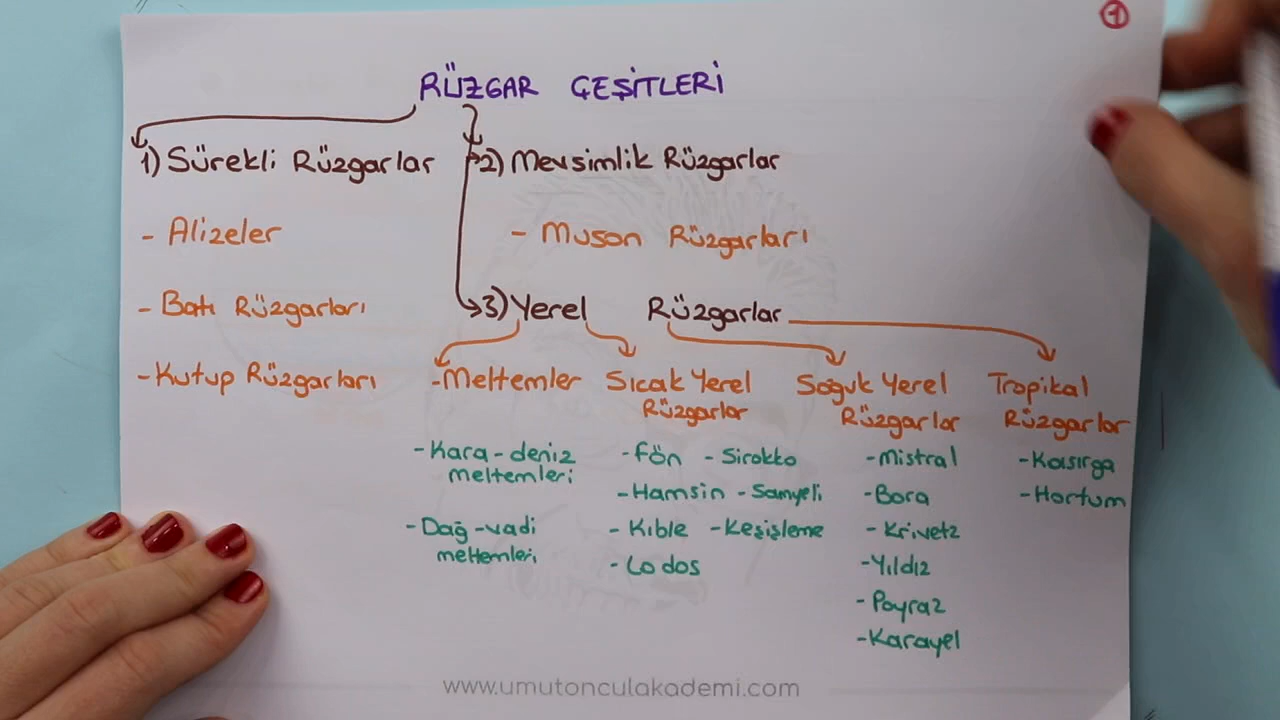 1
RÜZGAR ÇEŞİTLERİ
1) Sürekli Rüzgarlar
- Alizeler
- Batı Rüzgarları
- Kutup Rüzgarları
2) Mevsimlik Rüzgarlar
- Muson Rüzgarları
3) Yerel Rüzgarlar
- Meltemler
- Kara - deniz
meltemleri
- Dağ - vadi
meltemleri
Sıcak Yerel
Rüzgarlar
- Fön - Sirokko
- Hamsin - Samyeli
- Kıble - Keşişleme
- Lodos
Soğuk Yerel
Rüzgarlar
- Mistral
- Bora
- Krivetz
- Yıldız
- Poyraz
- Karayel
Tropikal
Rüzgarlar
- Kasırga
- Hortum
www.umutonculakademi.com